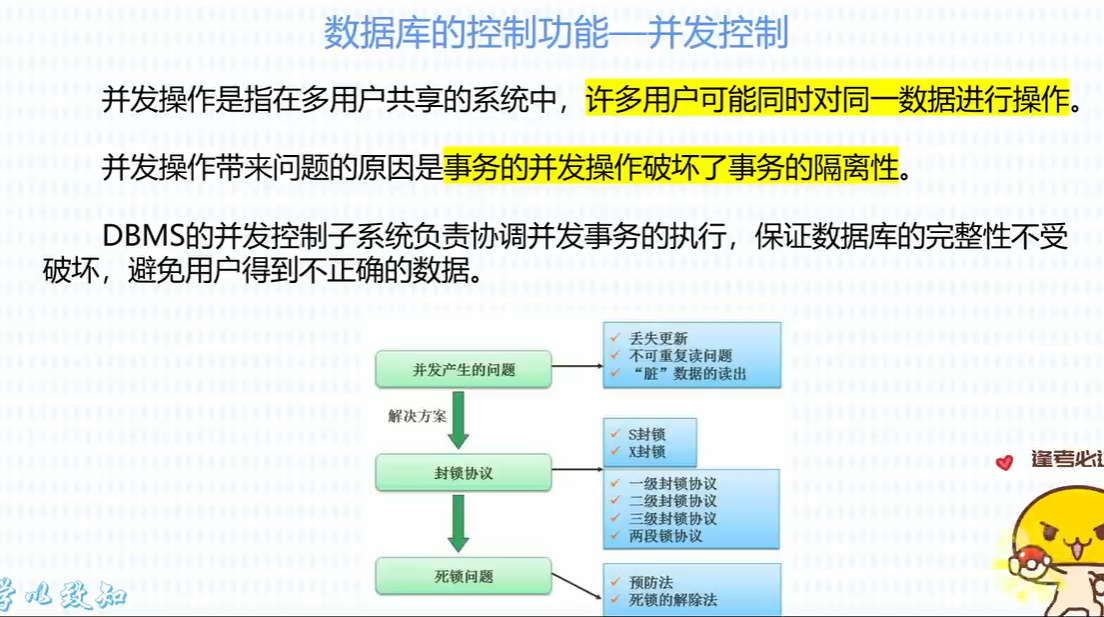 数据库的控制功能—并发控制
并发操作是指在多用户共享的系统中，许多用户可能同时对同一数据进行操作。
并发操作带来问题的原因是事务的并发操作破坏了事务的隔离性。
DBMS的并发控制子系统负责协调并发事务的执行，保证数据库的完整性不受
破坏，避免用户得到不正确的数据。
并发产生的问题
丢失更新
不可重复读问题
“脏”数据的读出
解决方案
封锁协议
S封锁
X封锁
一级封锁协议
二级封锁协议
三级封锁协议
两段锁协议
死锁问题
预防法
死锁的解除法
逢考必过
学以致知